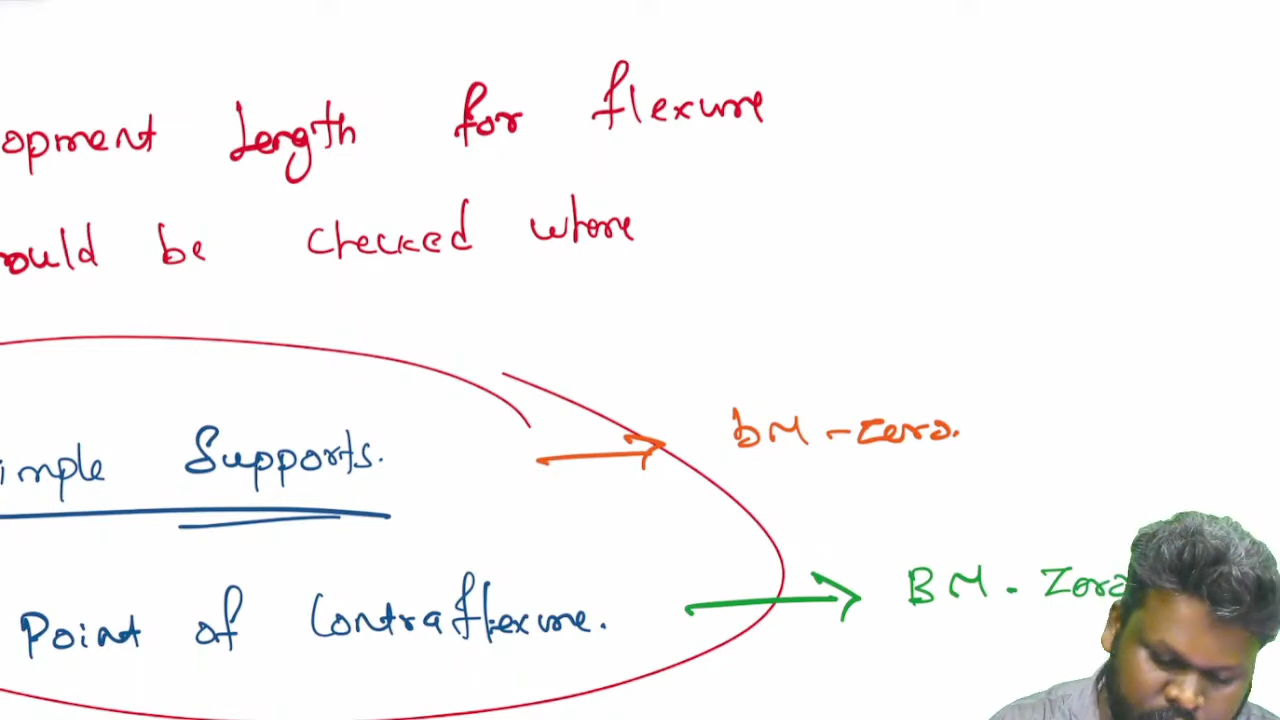 opment Length for flexure
ould be checked where
imple Supports. BM - Zero.
Point of Contraflexure. BM - Zero